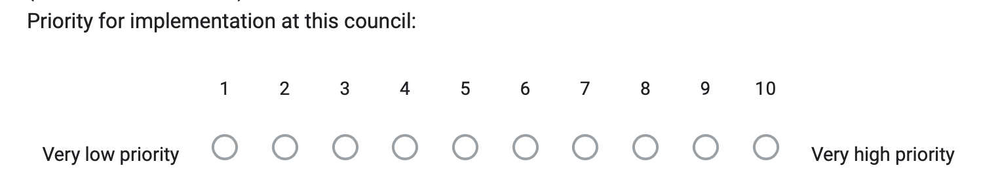 Priority for implementation at this council:
1 2 3 4 5 6 7 8 9 10
Very low priority Very high priority